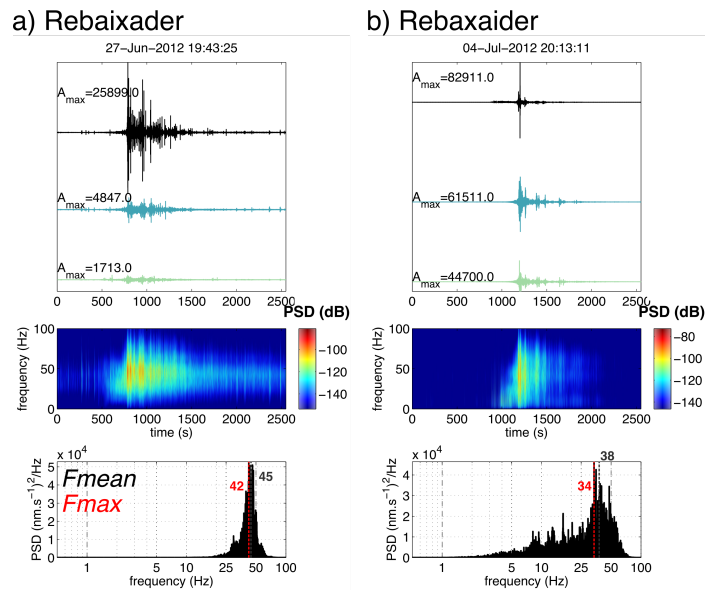 a) Rebaixader
27-Jun-2012 19:43:25
Amax=25899.0
Amax=4847.0
Amax=1713.0
0 500 1000 1500 2000 2500
PSD (dB)
frequency (Hz)
100
50
0
0 500 1000 1500 2000 2500
time (s)
-100
-120
-140
x 10^4
PSD (nm.s^-1)^2/Hz
5
4
3
2
1
0
Fmean
Fmax
42
45
1 5 10 25 50 100
frequency (Hz)
b) Rebaxaider
04-Jul-2012 20:13:11
Amax=82911.0
Amax=61511.0
Amax=44700.0
0 500 1000 1500 2000 250
PSD (dB)
frequency (Hz)
100
50
0
0 500 1000 1500 2000 2500
time (s)
-80
-100
-120
-140
x 10^4
PSD (nm.s^-1)^2/Hz
4
3
2
1
0
34
38
1 5 10 25 50 100
frequency (Hz)